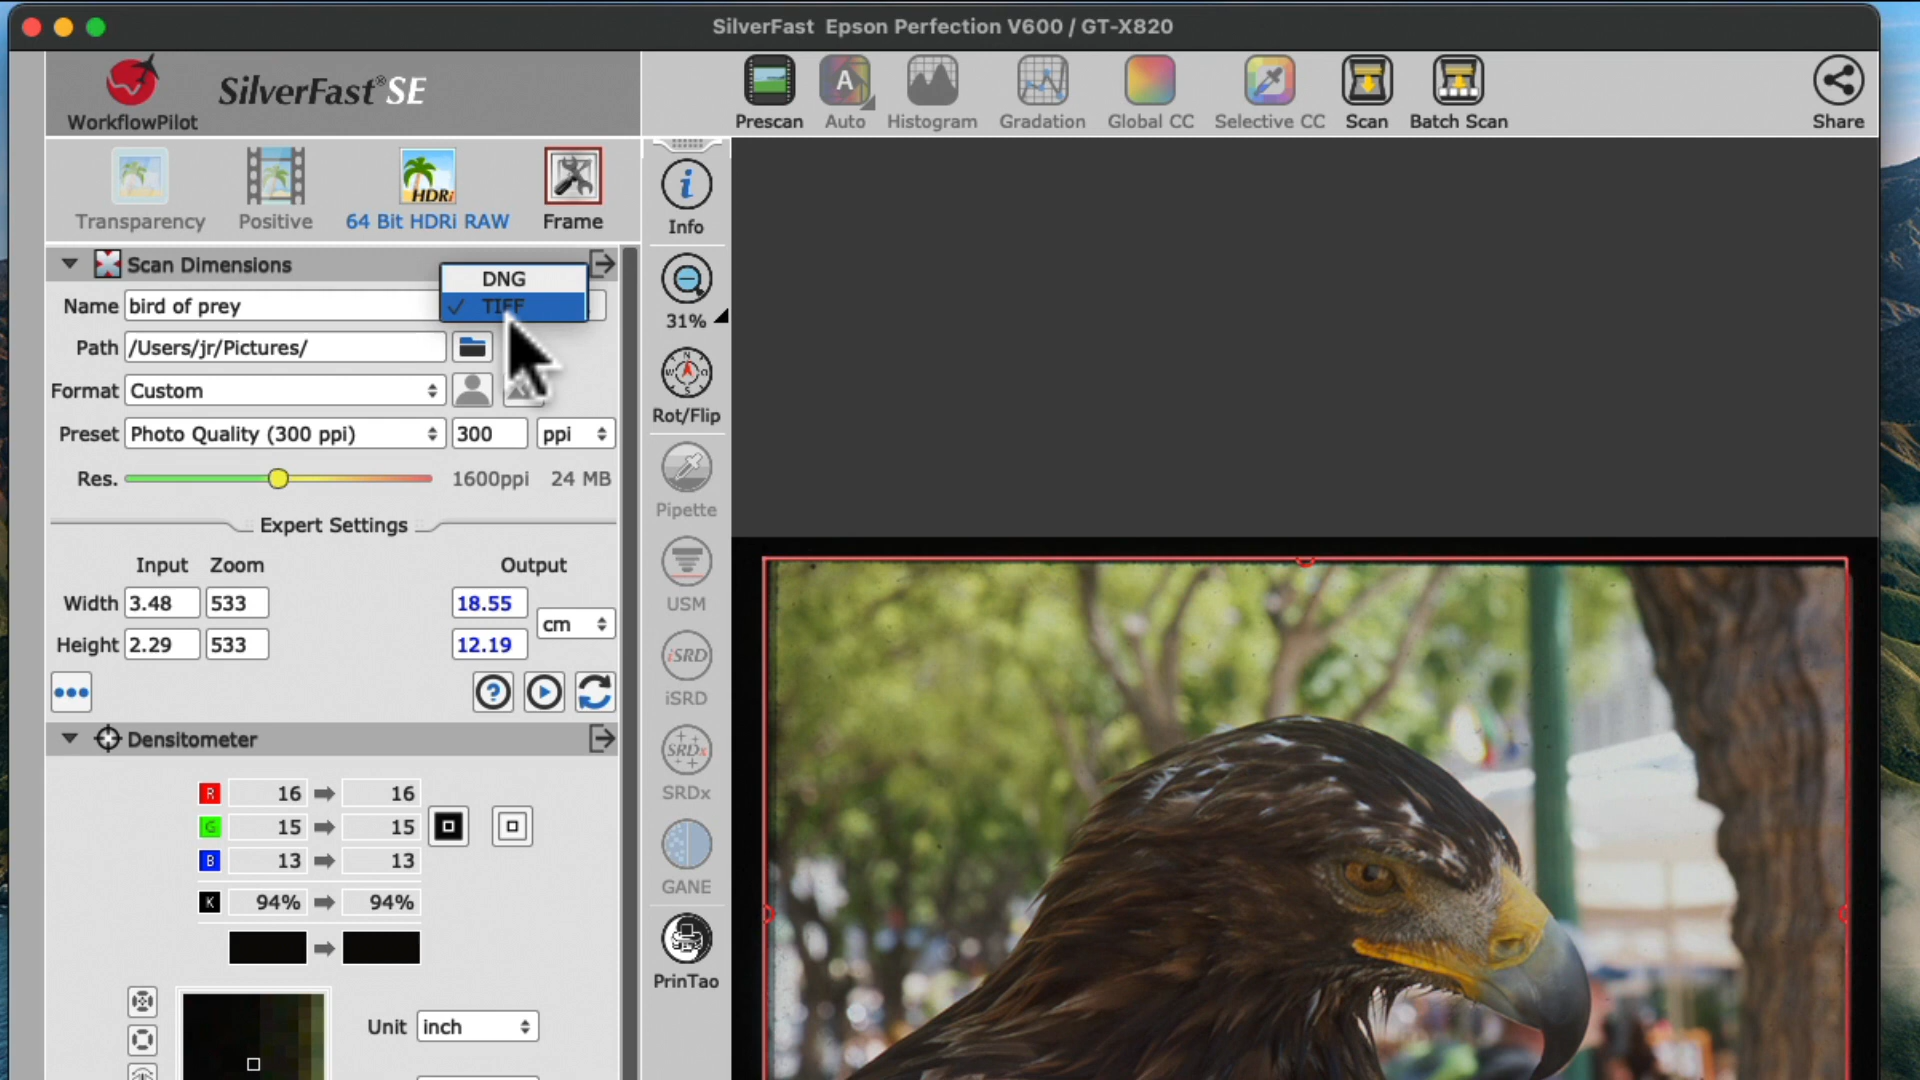 SilverFast Epson Perfection V600 / GT-X820
WorkflowPilot
SilverFast® SE
Prescan
A
Auto
Histogram
Gradation
Global CC
Selective CC
Scan
Batch Scan
Share
Transparency
Positive
HDRi
64 Bit HDRi RAW
Frame
i
Info
Scan Dimensions
DNG
✓ TIFF
Name bird of prey
Path /Users/jr/Pictures/
Format Custom
Preset Photo Quality (300 ppi) 300 ppi
Res. 1600ppi 24 MB
31%
Rot/Flip
Pipette
USM
iSRD
iSRD
SRDx
SRDx
GANE
PrinTao
Expert Settings
Input Zoom Output
Width 3.48 533 18.55
cm
Height 2.29 533 12.19
?
Densitometer
R 16 16
G 15 15
B 13 13
K 94% 94%
Unit inch